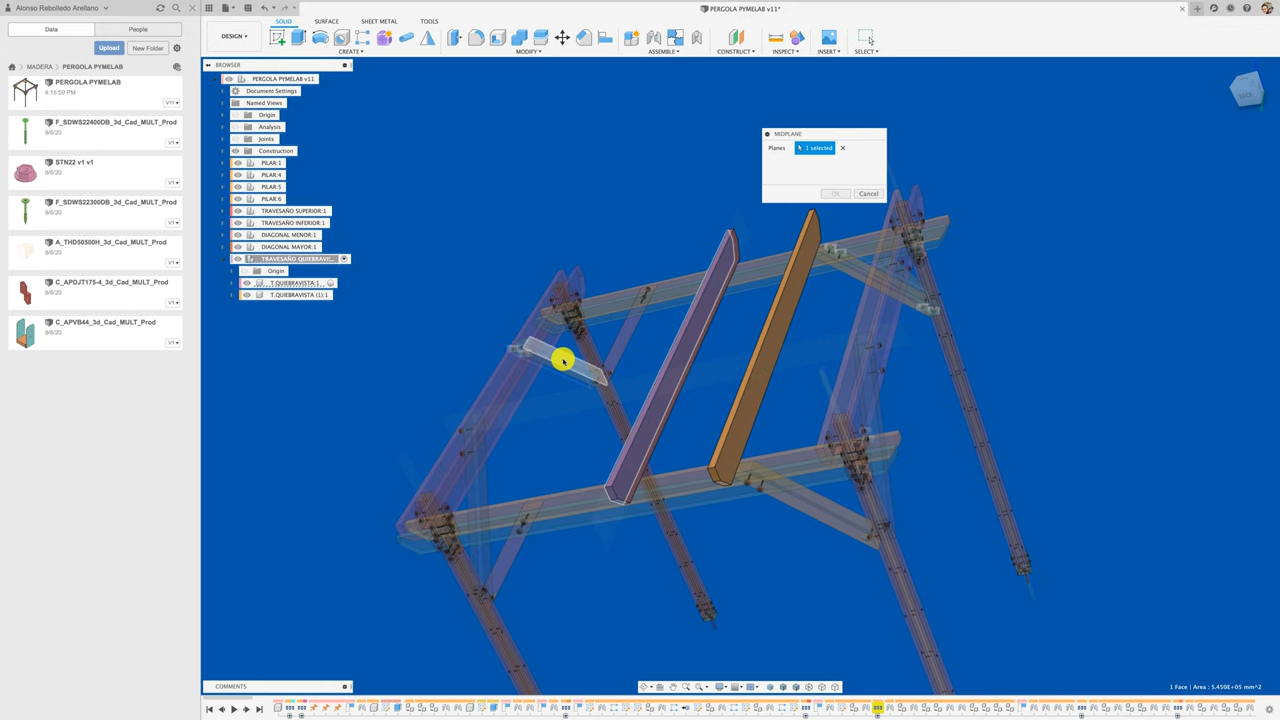 Alonso Rebolledo Arellano
PERGOLA PYMELAB v11*
Data
People
Upload
New Folder
MADERA
PERGOLA PYMELAB
PERGOLA PYMELAB
4:15:59 PM
V11
F_SDWS22400DB_3d_Cad_MULT_Prod
9/6/20
V1
STN22 v1 v1
9/6/20
V1
F_SDWS22300DB_3d_Cad_MULT_Prod
9/6/20
V1
A_THD50500H_3d_Cad_MULT_Prod
9/6/20
V1
C_APDJT175-4_3d_Cad_MULT_Prod
9/6/20
V1
C_APVB44_3d_Cad_MULT_Prod
9/6/20
V1
SOLID
SURFACE
SHEET METAL
TOOLS
DESIGN
CREATE
MODIFY
ASSEMBLE
CONSTRUCT
INSPECT
INSERT
SELECT
BROWSER
PERGOLA PYMELAB v11
Document Settings
Named Views
Origin
Analysis
Joints
Construction
PILAR:1
PILAR:4
PILAR:5
PILAR:6
TRAVESAÑO SUPERIOR:1
TRAVESAÑO INFERIOR:1
DIAGONAL MENOR:1
DIAGONAL MAYOR:1
TRAVESAÑO QUIEBRAVI...
Origin
T.QUIEBRAVISTA:1
T.QUIEBRAVISTA (1):1
BACK
MIDPLANE
Planes
1 selected
OK
Cancel
COMMENTS
1 Face | Area : 5.450E+05 mm^2